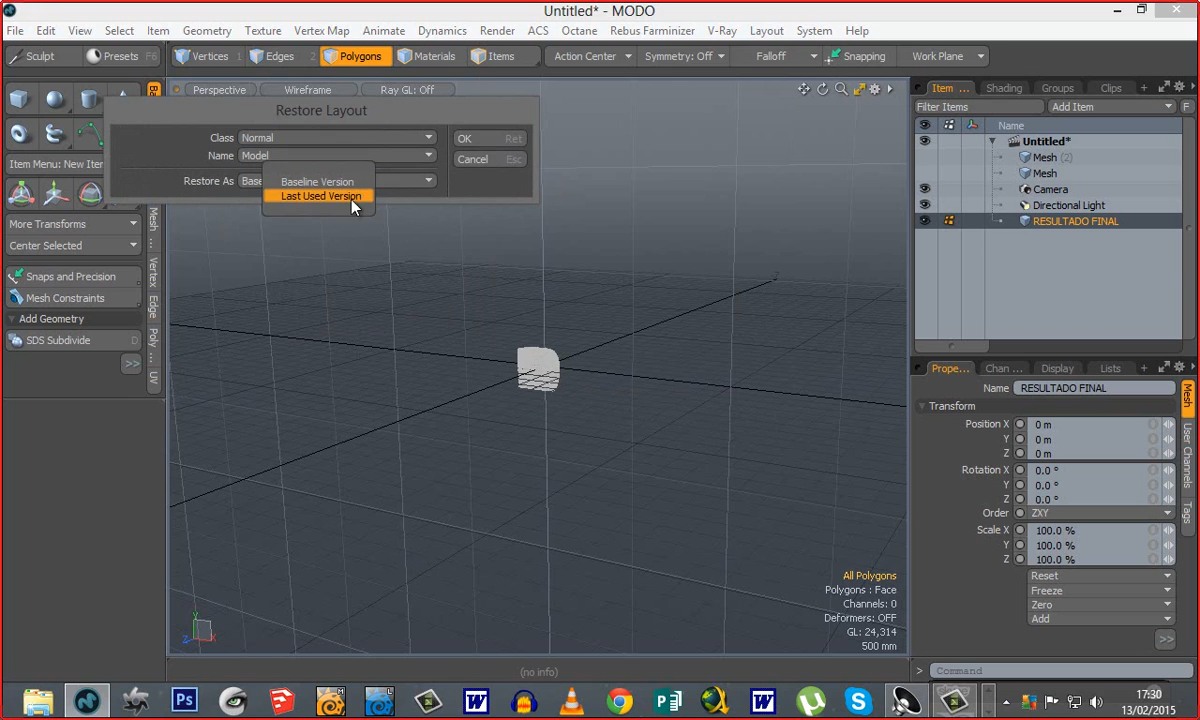 Untitled* - MODO
File Edit View Select Item Geometry Texture Vertex Map Animate Dynamics Render ACS Octane Rebus Farminizer V-Ray Layout System Help
Sculpt Presets F6 Vertices 1 Edges 2 Polygons Materials Items Action Center Symmetry: Off Falloff Snapping Work Plane
Perspective Wireframe Ray GL: Off
Restore Layout
Class Normal OK Ret
Name Model Cancel Esc
Restore As
Baseline Version
Last Used Version
Item Menu: New Item
More Transforms
Center Selected
Snaps and Precision
Mesh Constraints
Add Geometry
SDS Subdivide D
>>
Mesh ...
Vertex
Edge
Poly ...
UV
Item ... Shading Groups Clips +
Filter Items Add Item F
Name
Untitled*
Mesh (2)
Mesh
Camera
Directional Light
RESULTADO FINAL
Prope... Chan ... Display Lists +
Name RESULTADO FINAL
Transform
Position X 0 m
Y 0 m
Z 0 m
Rotation X 0.0 °
Y 0.0 °
Z 0.0 °
Order ZXY
Scale X 100.0 %
Y 100.0 %
Z 100.0 %
Reset
Freeze
Zero
Add
>>
Mesh
User Channels
Tags
All Polygons
Polygons : Face
Channels: 0
Deformers: OFF
GL: 24,314
500 mm
Y
Z X
(no info)
> Command
17:30
13/02/2015